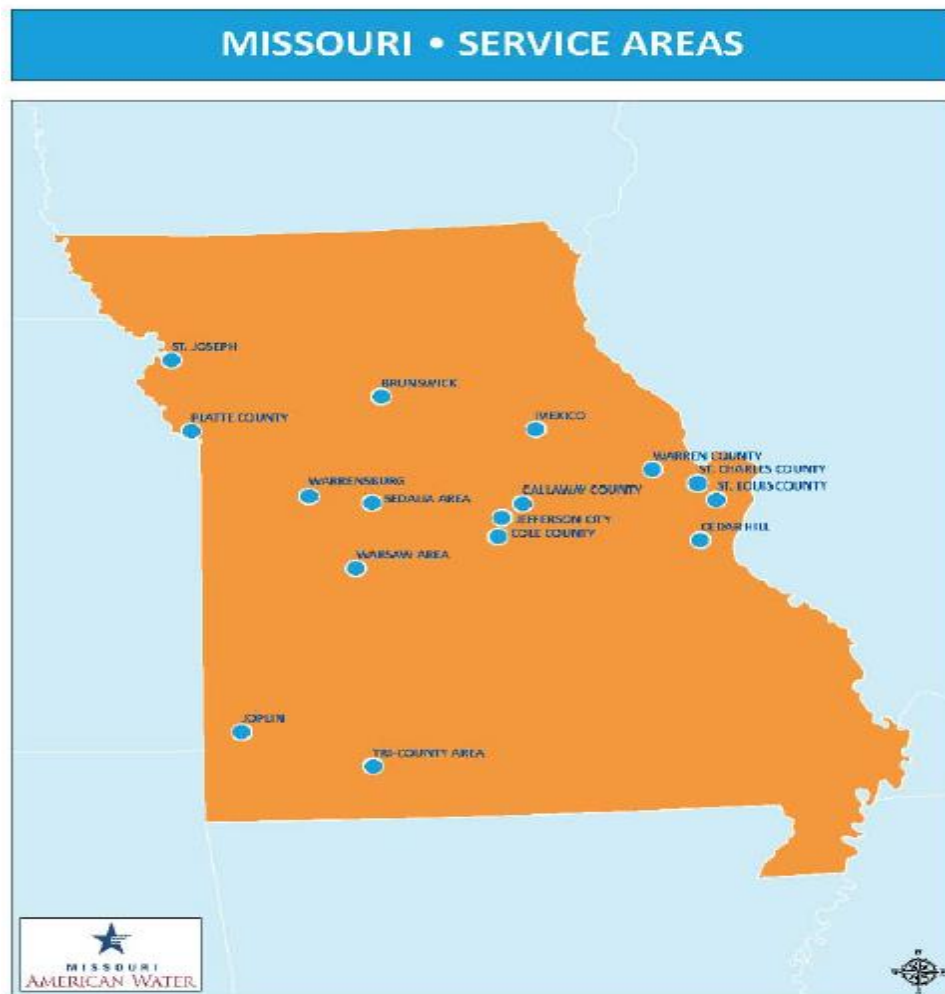 MISSOURI • SERVICE AREAS
ST. JOSEPH
BRUNSWICK
PLATTE COUNTY
MEXICO
WARREN COUNTY
ST. CHARLES COUNTY
WARRENSBURG
CALLAWAY COUNTY
ST. LOUIS COUNTY
SEDALIA AREA
JEFFERSON CITY
CEDAR HILL
COLE COUNTY
WARSAW AREA
JOPLIN
TRI-COUNTY AREA
MISSOURI
AMERICAN WATER
N
W
E
S